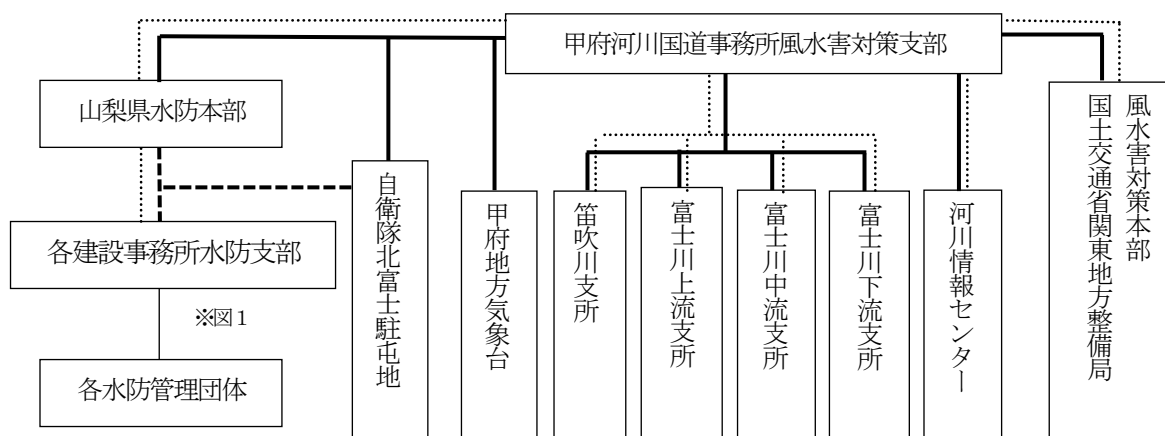 甲府河川国道事務所風水害対策支部
山梨県水防本部
各建設事務所水防支部
※図1
各水防管理団体
自衛隊北富士駐屯地
甲府地方気象台
笛吹川支所
富士川上流支所
富士川中流支所
富士川下流支所
河川情報センター
風水害対策本部
国土交通省関東地方整備局